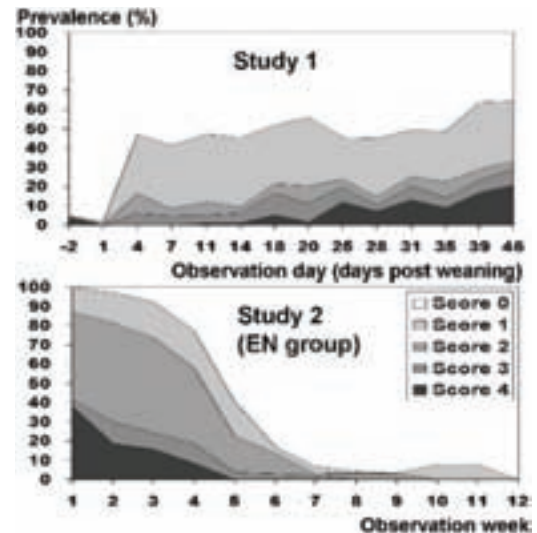 Prevalence (%)
100
90
80
70
60
50
40
30
20
10
0
Study 1
-2 1 4 7 11 14 18 20 25 28 31 35 39 46
Observation day (days post weaning)
100
90
80
70
60
50
40
30
20
10
0
Study 2
(EN group)
Score 0
Score 1
Score 2
Score 3
Score 4
1 2 3 4 5 6 7 8 9 10 11 12
Observation week